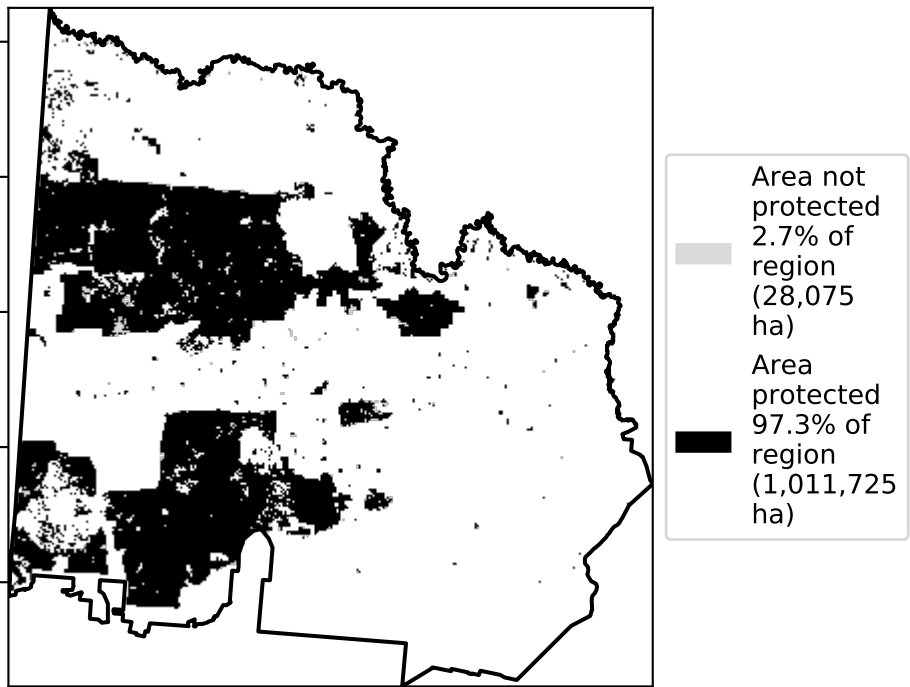 Area not
protected
2.7% of
region
(28,075
ha)
Area
protected
97.3% of
region
(1,011,725
ha)